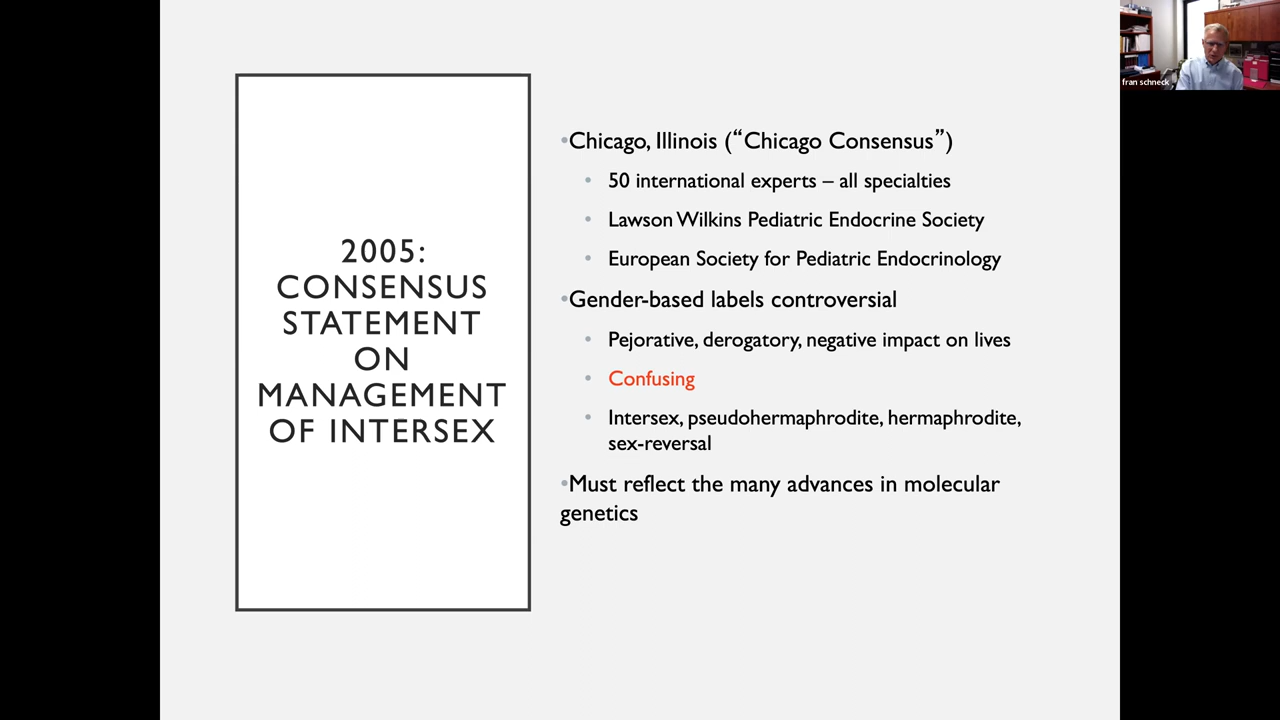 2005:
CONSENSUS
STATEMENT
ON
MANAGEMENT
OF INTERSEX
•Chicago, Illinois (“Chicago Consensus”)
• 50 international experts – all specialties
• Lawson Wilkins Pediatric Endocrine Society
• European Society for Pediatric Endocrinology
•Gender-based labels controversial
• Pejorative, derogatory, negative impact on lives
• Confusing
• Intersex, pseudohermaphrodite, hermaphrodite,
sex-reversal
•Must reflect the many advances in molecular
genetics
fran schneck